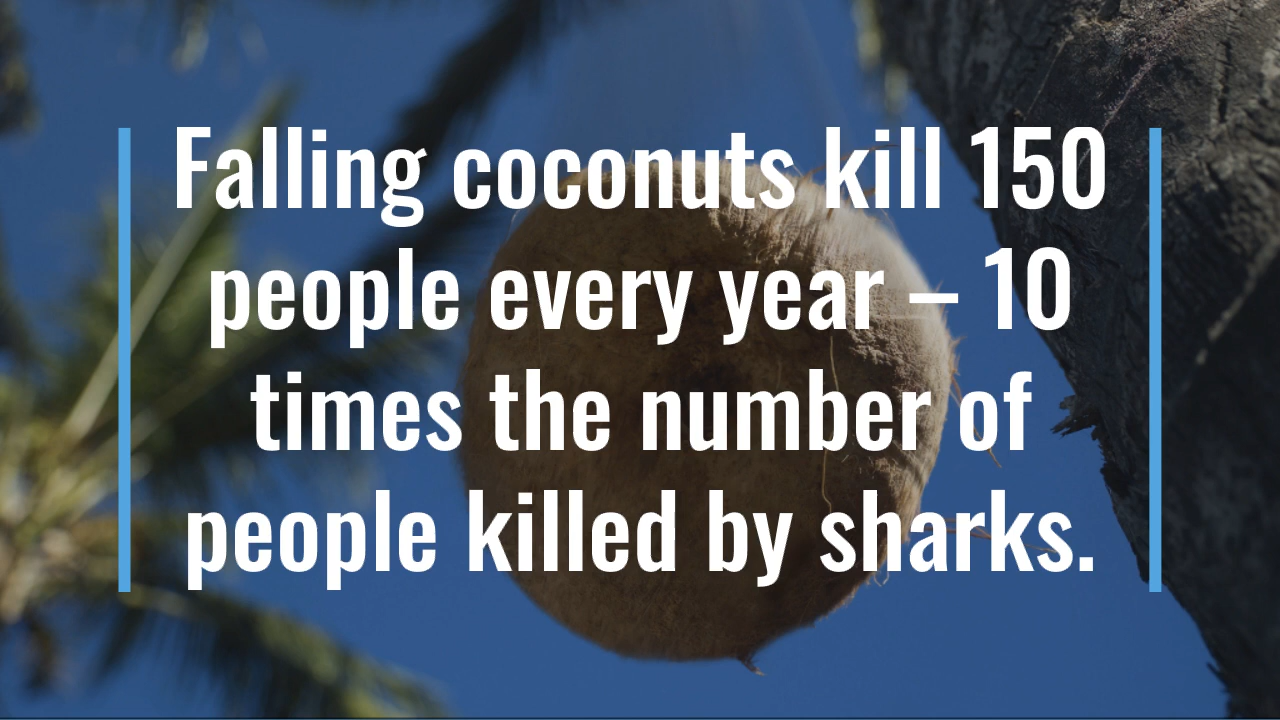 Falling coconuts kill 150
people every year – 10
times the number of
people killed by sharks.